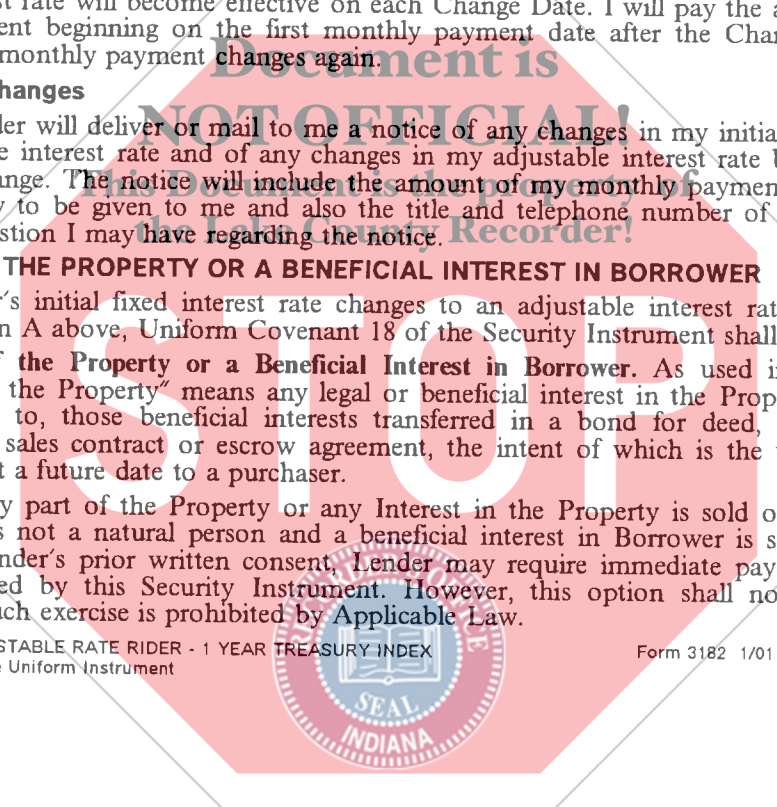 st rate will become effective on each Change Date. I will pay the a
ent beginning on the first monthly payment date after the Char
monthly payment changes again.
Document is
hanges
NOT OFFICIAL!
der will deliver or mail to me a notice of any changes in my initia
e interest rate and of any changes in my adjustable interest rate b
ange. The notice will include the amount of my monthly paymen
This Document is the property of
y to be given to me and also the title and telephone number of
stion I may have regarding the notice.
the Lake County Recorder!
THE PROPERTY OR A BENEFICIAL INTEREST IN BORROWER
r's initial fixed interest rate changes to an adjustable interest rat
n A above, Uniform Covenant 18 of the Security Instrument shall
f the Property or a Beneficial Interest in Borrower. As used i
the Property" means any legal or beneficial interest in the Prop
to, those beneficial interests transferred in a bond for deed,
sales contract or escrow agreement, the intent of which is the
t a future date to a purchaser.
STOP
y part of the Property or any Interest in the Property is sold o
s not a natural person and a beneficial interest in Borrower is s
nder's prior written consent, Lender may require immediate pay
ed by this Security Instrument. However, this option shall no
uch exercise is prohibited by Applicable Law.
STABLE RATE RIDER - 1 YEAR TREASURY INDEX
Form 3182 1/01
e Uniform Instrument
RECORDER'S OFFICE
SEAL
INDIANA